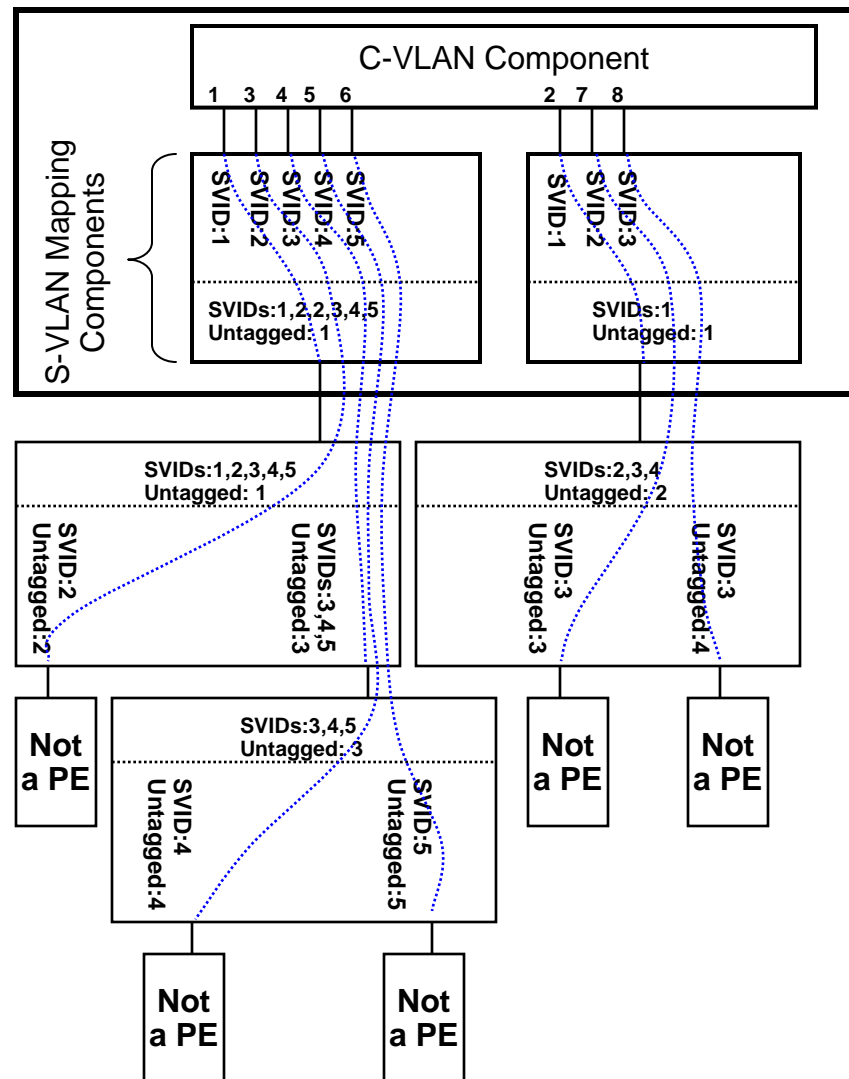 C-VLAN Component
1 3 4 5 6
2 7 8
S-VLAN Mapping
Components
SVID:1
SVID:2
SVID:3
SVID:4
SVID:5
SVIDs:1,2,2,3,4,5
Untagged: 1
SVID:1
SVID:2
SVID:3
SVIDs:1
Untagged: 1
SVIDs:1,2,3,4,5
Untagged: 1
SVID:2
Untagged:2
SVIDs:3,4,5
Untagged:3
SVIDs:2,3,4
Untagged: 2
SVID:3
Untagged:3
SVID:3
Untagged:4
Not
a PE
SVIDs:3,4,5
Untagged: 3
SVID:4
Untagged:4
SVID:5
Untagged:5
Not
a PE
Not
a PE
Not
a PE
Not
a PE